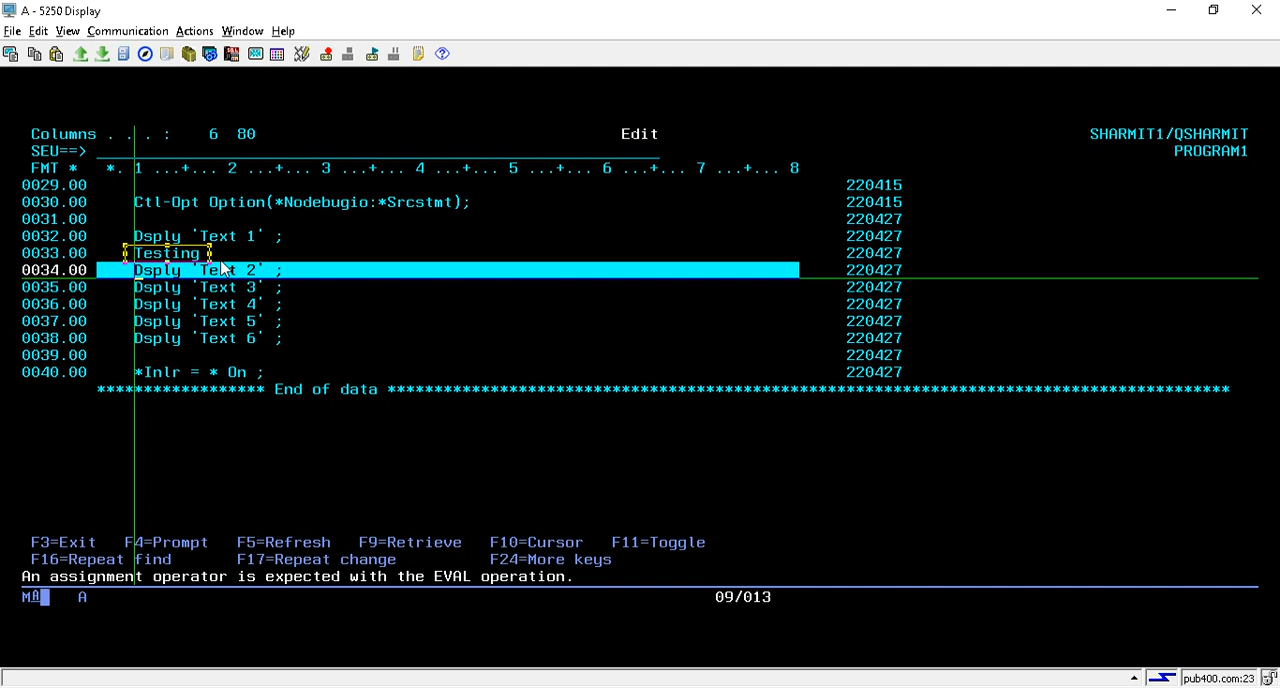 A - 5250 Display
File Edit View Communication Actions Window Help
Columns . . . : 6 80 Edit SHARMIT1/QSHARMIT
SEU==> PROGRAM1
FMT * *. 1 ...+... 2 ...+... 3 ...+... 4 ...+... 5 ...+... 6 ...+... 7 ...+... 8
0029.00 220415
0030.00 Ctl-Opt Option(*Nodebugio:*Srcstmt); 220415
0031.00 220427
0032.00 Dsply 'Text 1' ; 220427
0033.00 Testing 220427
0034.00 Dsply 'Text 2' ; 220427
0035.00 Dsply 'Text 3' ; 220427
0036.00 Dsply 'Text 4' ; 220427
0037.00 Dsply 'Text 5' ; 220427
0038.00 Dsply 'Text 6' ; 220427
0039.00 220427
0040.00 *Inlr = * On ; 220427
****************** End of data ******************************************************************************************
F3=Exit F4=Prompt F5=Refresh F9=Retrieve F10=Cursor F11=Toggle
F16=Repeat find F17=Repeat change F24=More keys
An assignment operator is expected with the EVAL operation.
MA A 09/013
pub400.com:23